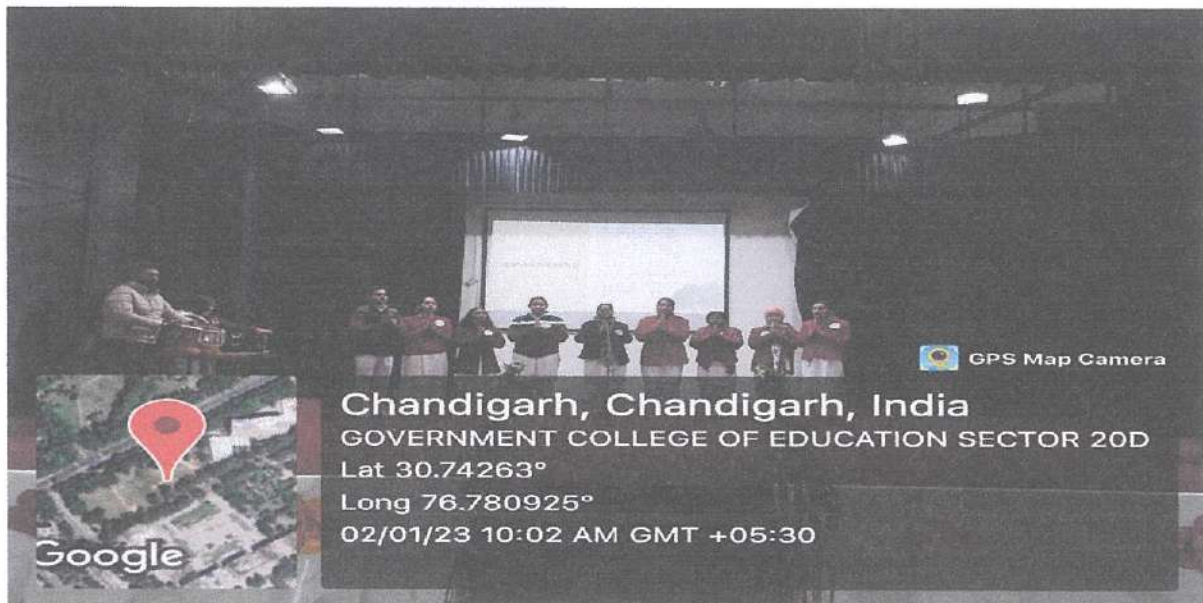 GPS Map Camera
Chandigarh, Chandigarh, India
GOVERNMENT COLLEGE OF EDUCATION SECTOR 20D
Lat 30.74263°
Long 76.780925°
02/01/23 10:02 AM GMT +05:30
Google